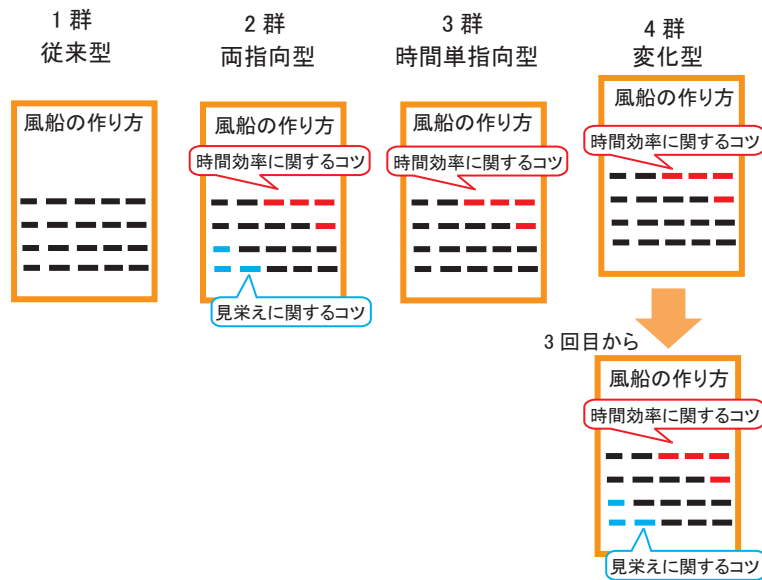 1群
従来型
風船の作り方
2群
両指向型
風船の作り方
時間効率に関するコツ
見栄えに関するコツ
3群
時間単指向型
風船の作り方
時間効率に関するコツ
4群
変化型
風船の作り方
時間効率に関するコツ
3回目から
風船の作り方
時間効率に関するコツ
見栄えに関するコツ